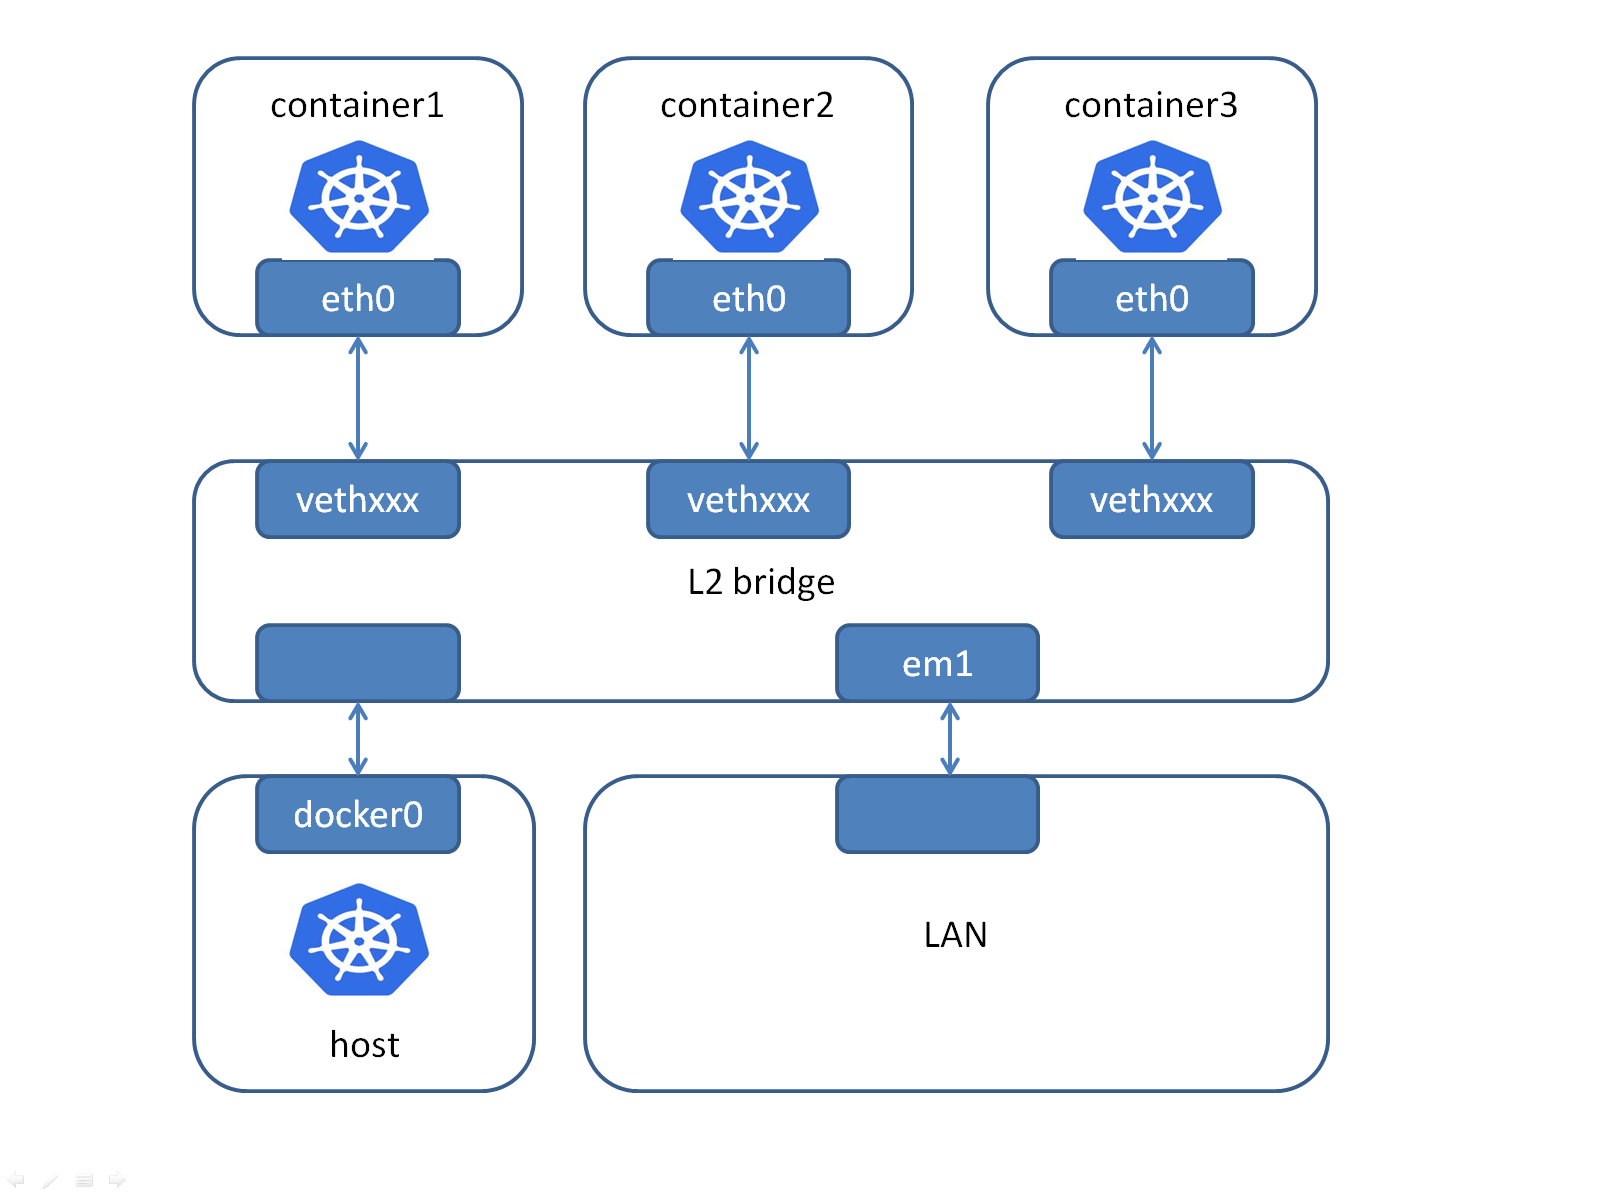 container1
container2
container3
eth0
eth0
eth0
vethxxx
vethxxx
vethxxx
L2 bridge
em1
docker0
LAN
host